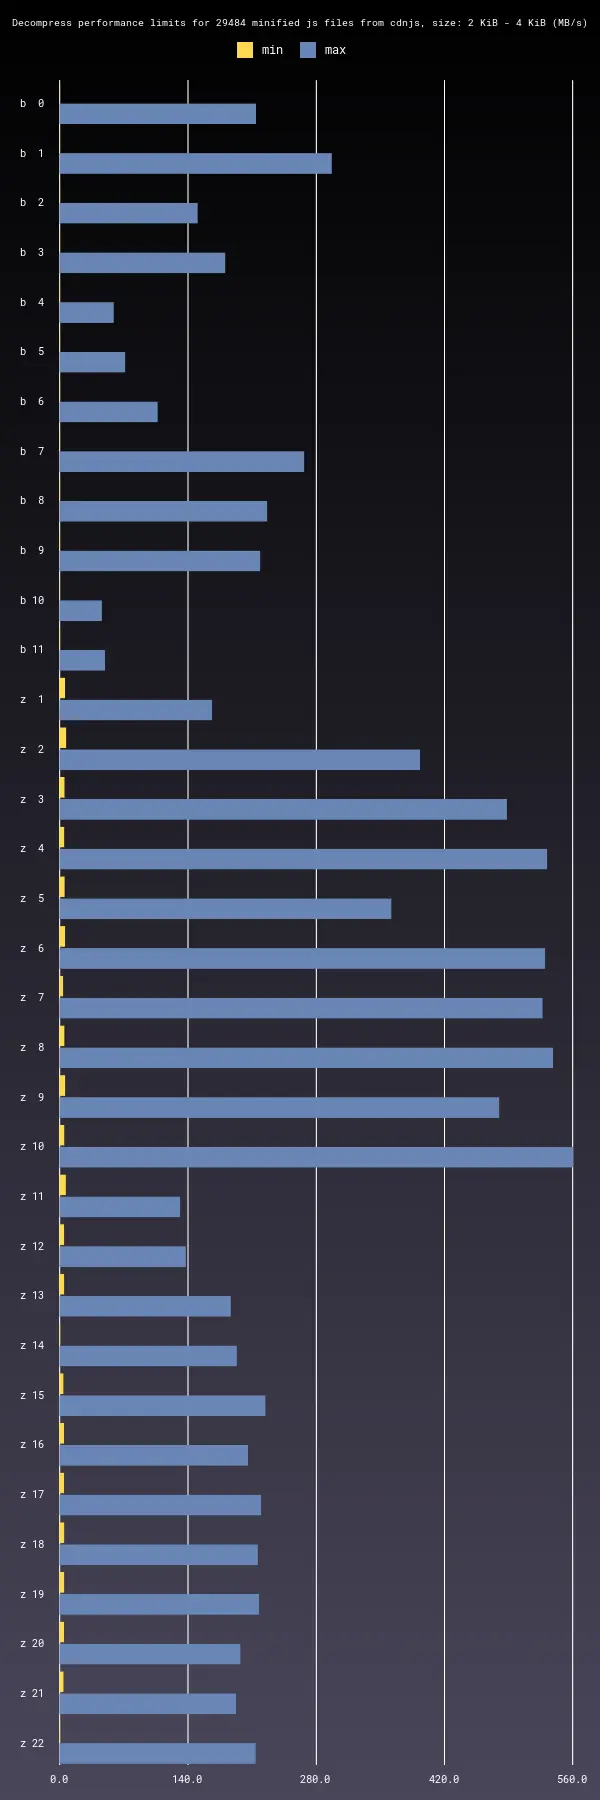 Decompress performance limits for 29484 minified js files from cdnjs, size: 2 KiB - 4 KiB (MB/s)
min max
b 0
b 1
b 2
b 3
b 4
b 5
b 6
b 7
b 8
b 9
b 10
b 11
z 1
z 2
z 3
z 4
z 5
z 6
z 7
z 8
z 9
z 10
z 11
z 12
z 13
z 14
z 15
z 16
z 17
z 18
z 19
z 20
z 21
z 22
0.0 140.0 280.0 420.0 560.0